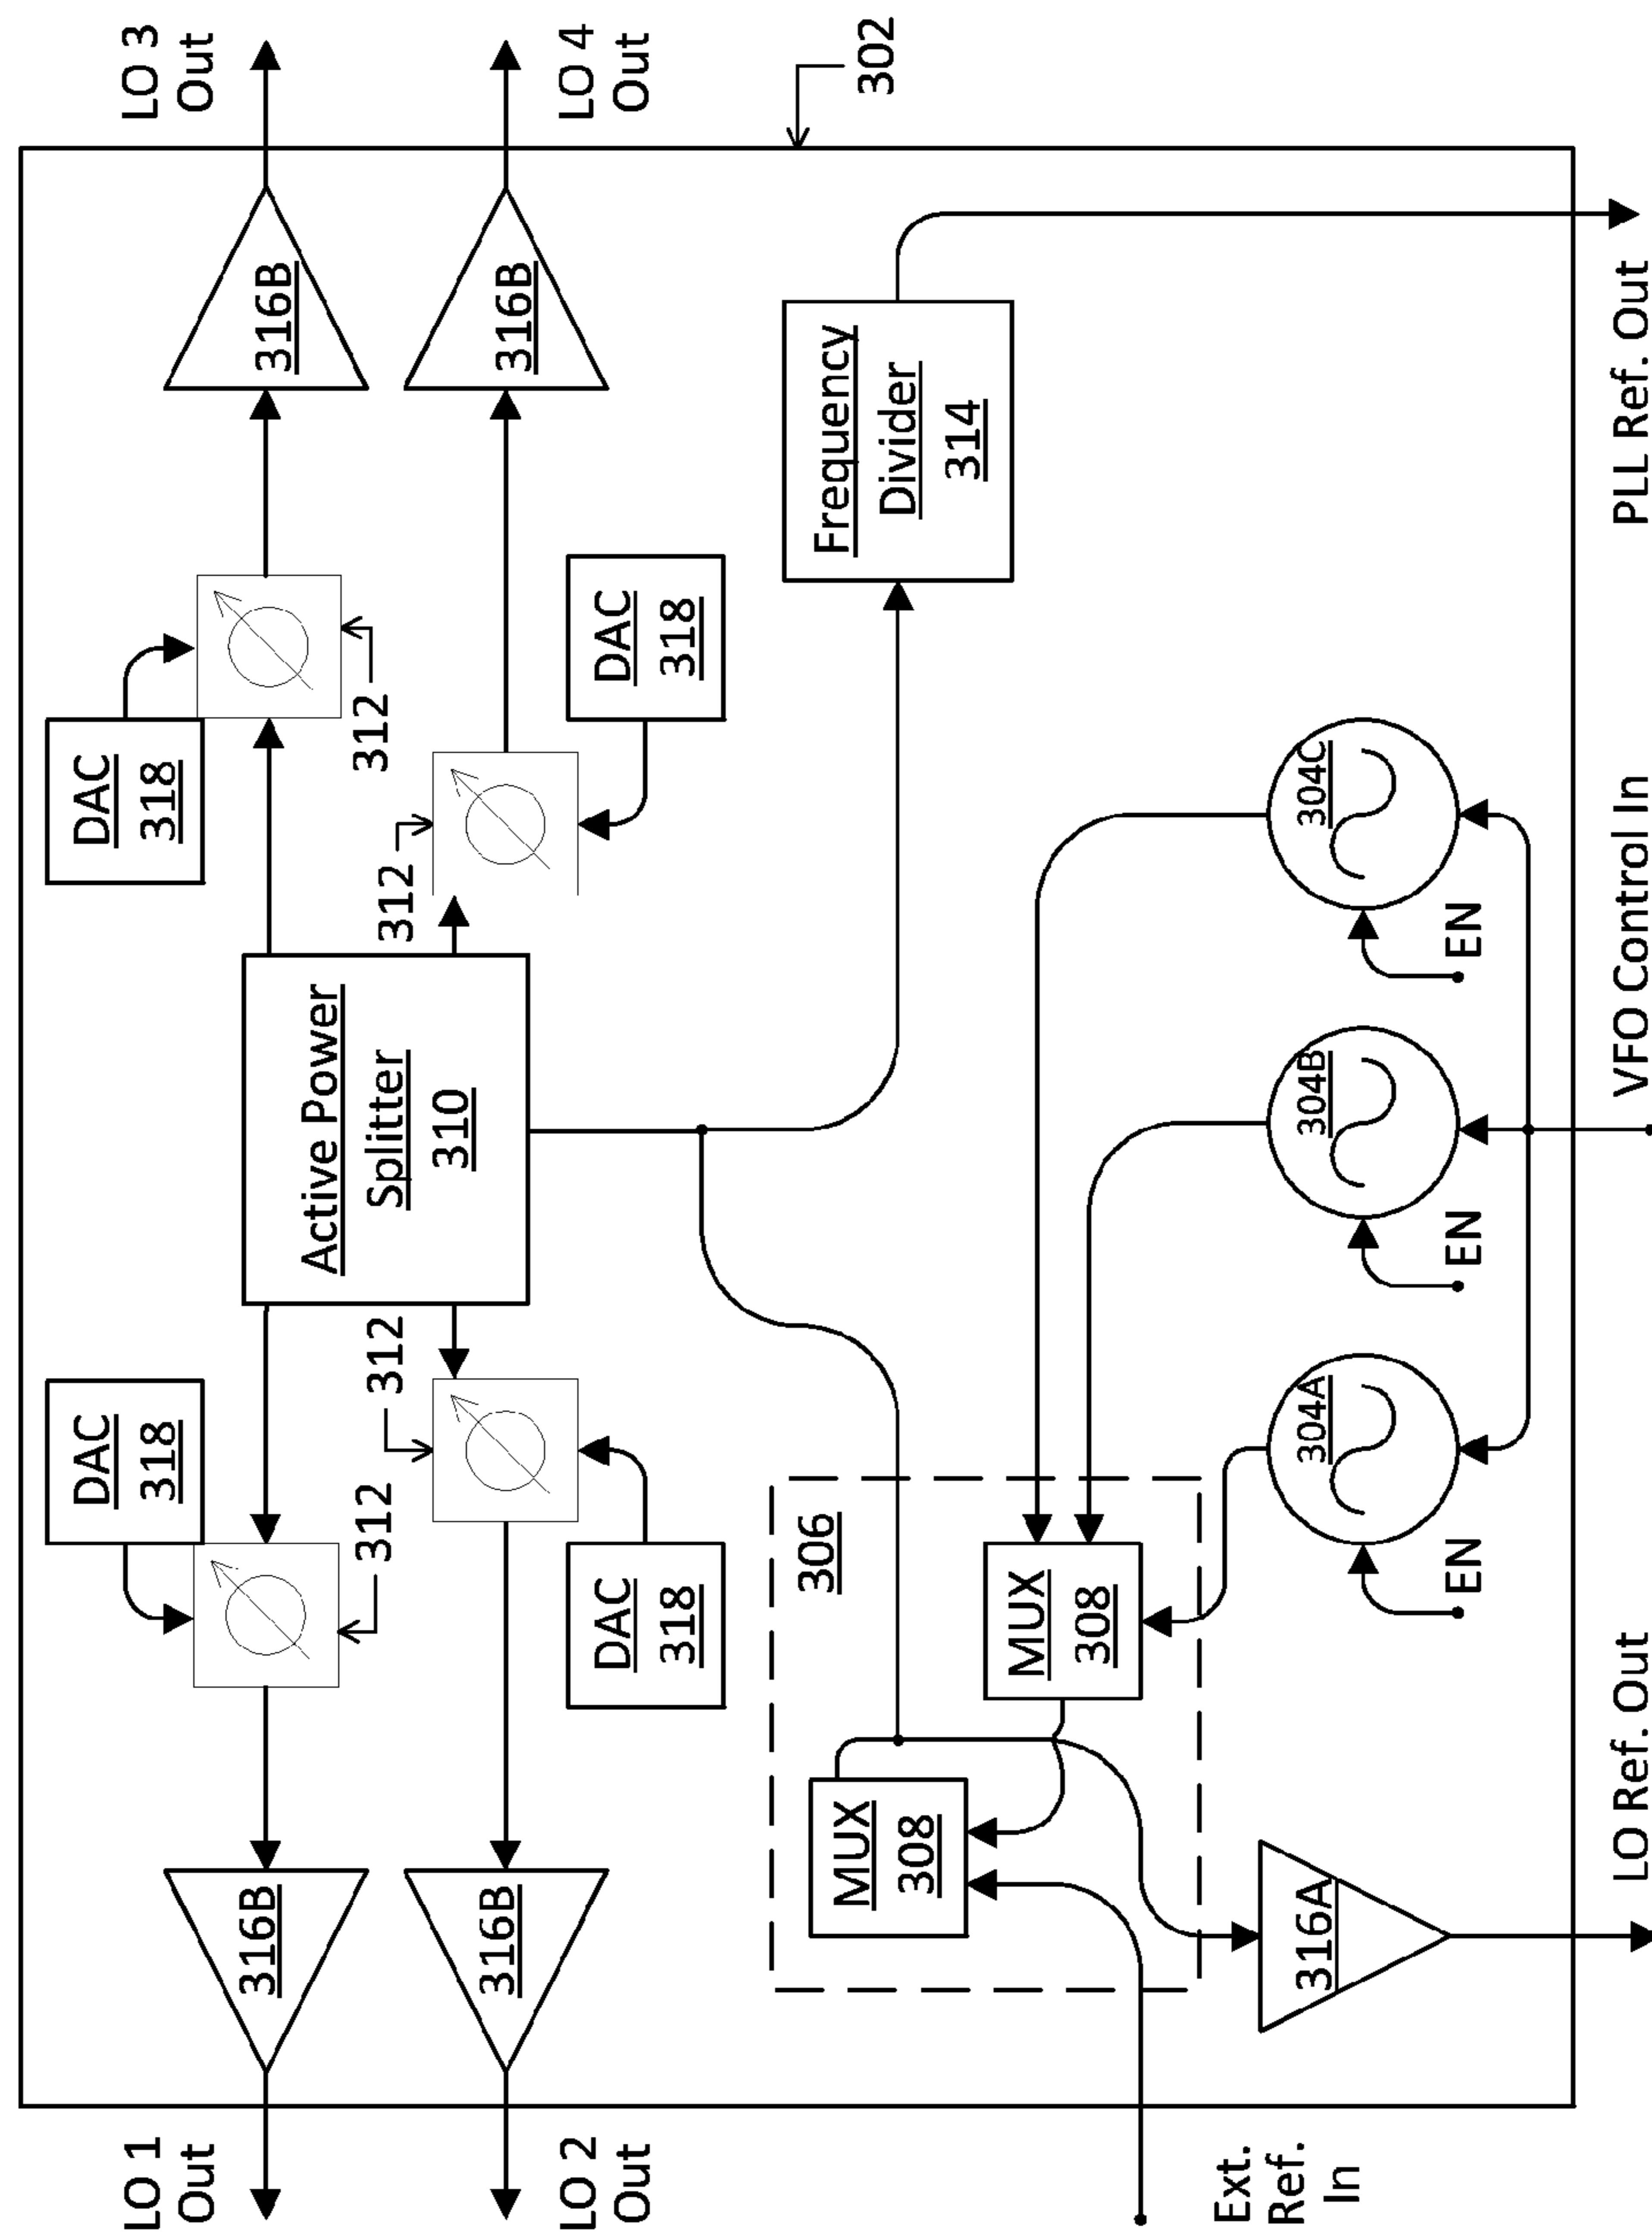 LO 1
Out
LO 2
Out
Ext.
Ref.
In
316B
316B
DAC
318
312
312
DAC
318
Active Power
Splitter
310
DAC
318
312
312
DAC
318
316B
316B
LO 3
Out
LO 4
Out
302
306
MUX
308
MUX
308
Frequency
Divider
314
316A
304A
EN
304B
EN
304C
EN
LO Ref. Out
VFO Control In
PLL Ref. Out